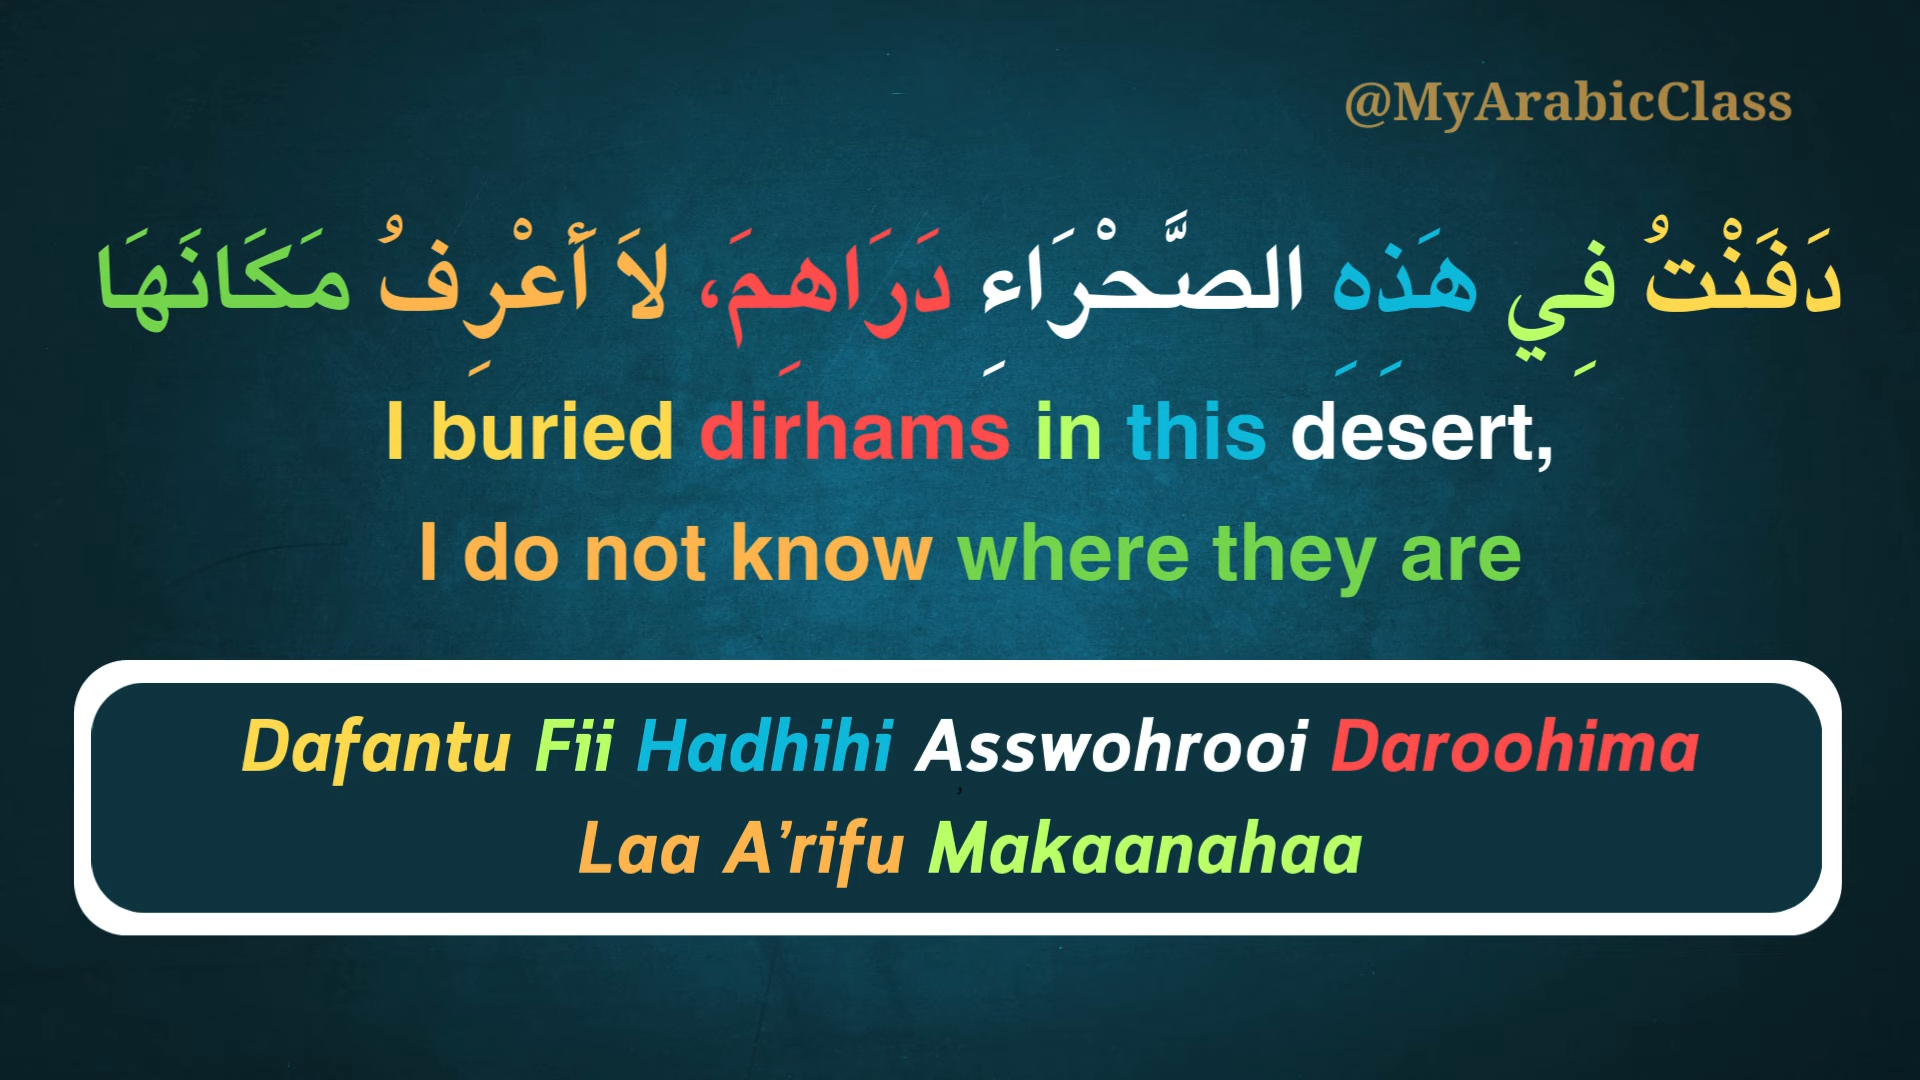 @MyArabicClass
دَفَنْتُ فِي هَذِهِ الصَّحْرَاءِ دَرَاهِمَ، لاَ أَعْرِفُ مَكَانَهَا
I buried dirhams in this desert,
I do not know where they are
Dafantu Fii Hadhihi Asswohrooi Daroohima
,
Laa A’rifu Makaanahaa